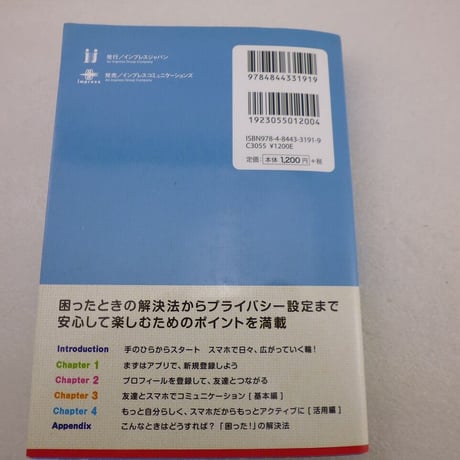 発行／インプレスジャパン
An Impress Group Company
発売／インプレスコミュニケーションズ
An Impress Group Company
Impress
9784844331919
1923055012004
ISBN978-4-8443-3191-9
C3055 ¥1200E
定価：本体1,200円+税
困ったときの解決法からプライバシー設定まで
安心して楽しむためのポイントを満載
Introduction 手のひらからスタート スマホで日々、広がっていく輪！
Chapter 1 まずはアプリで、新規登録しよう
Chapter 2 プロフィールを登録して、友達とつながる
Chapter 3 友達とスマホでコミュニケーション［基本編］
Chapter 4 もっと自分らしく、スマホだからもっとアクティブに［活用編］
Appendix こんなときはどうすれば？「困った！」の解決法